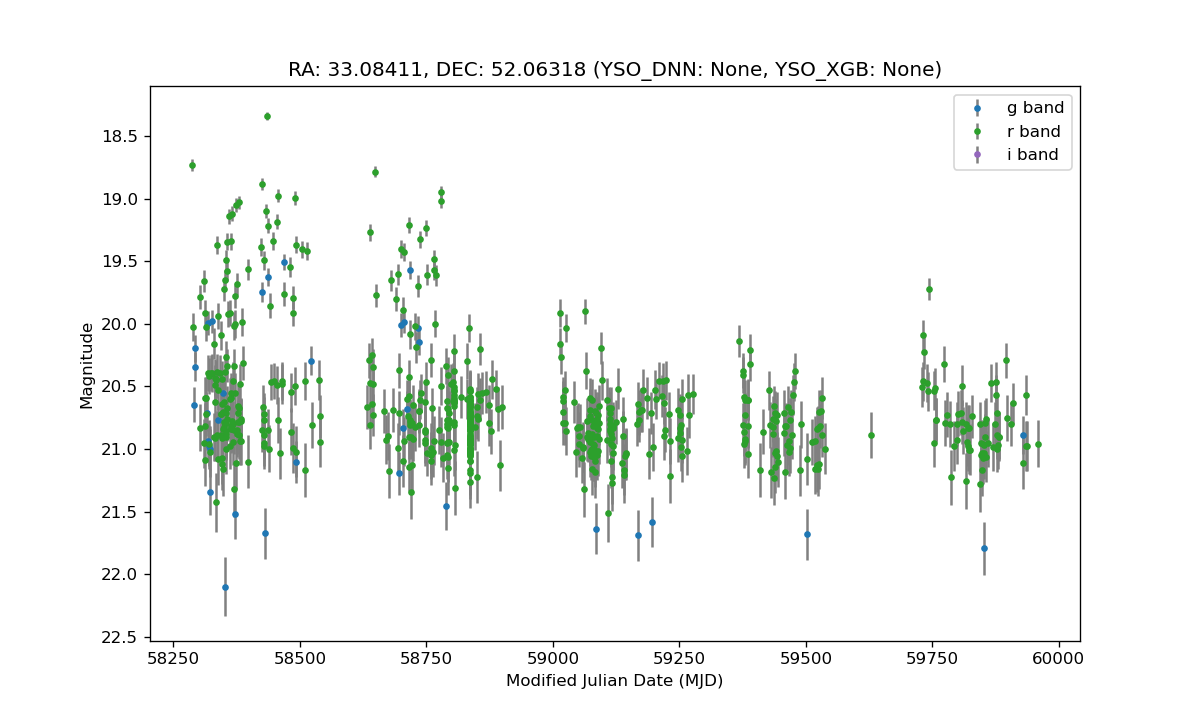 RA: 33.08411, DEC: 52.06318 (YSO_DNN: None, YSO_XGB: None)
g band
r band
i band
18.5
19.0
19.5
20.0
20.5
21.0
21.5
22.0
22.5
Magnitude
58250 58500 58750 59000 59250 59500 59750 60000
Modified Julian Date (MJD)